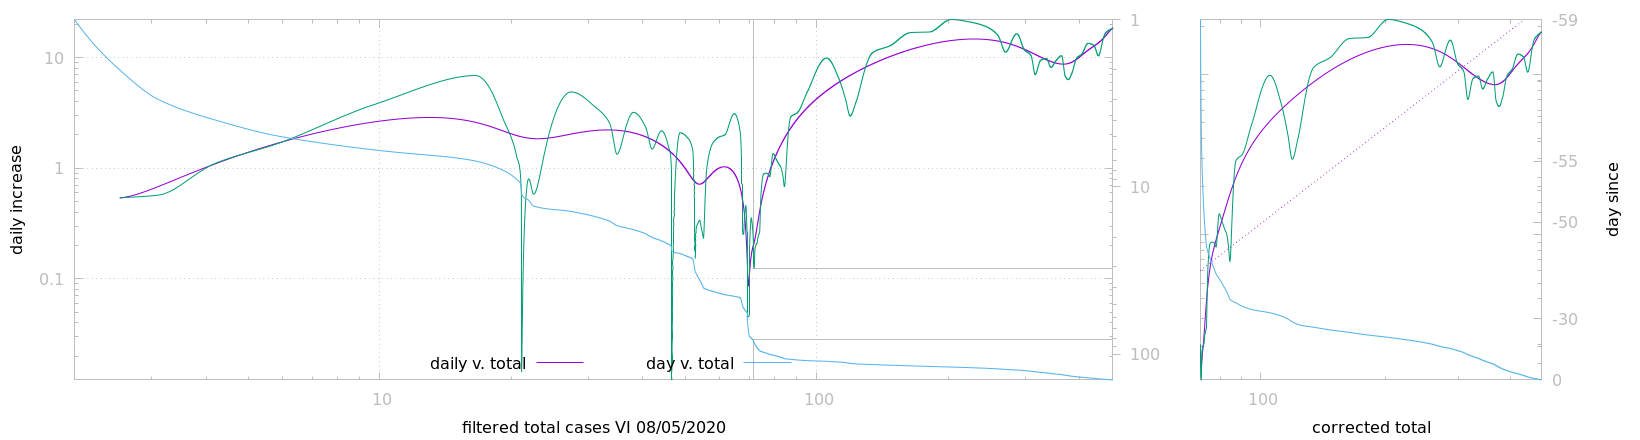 daily increase
10
1
0.1
10
100
1
10
100
daily v. total
day v. total
filtered total cases VI 08/05/2020
100
-59
-55
-50
-30
0
day since
corrected total